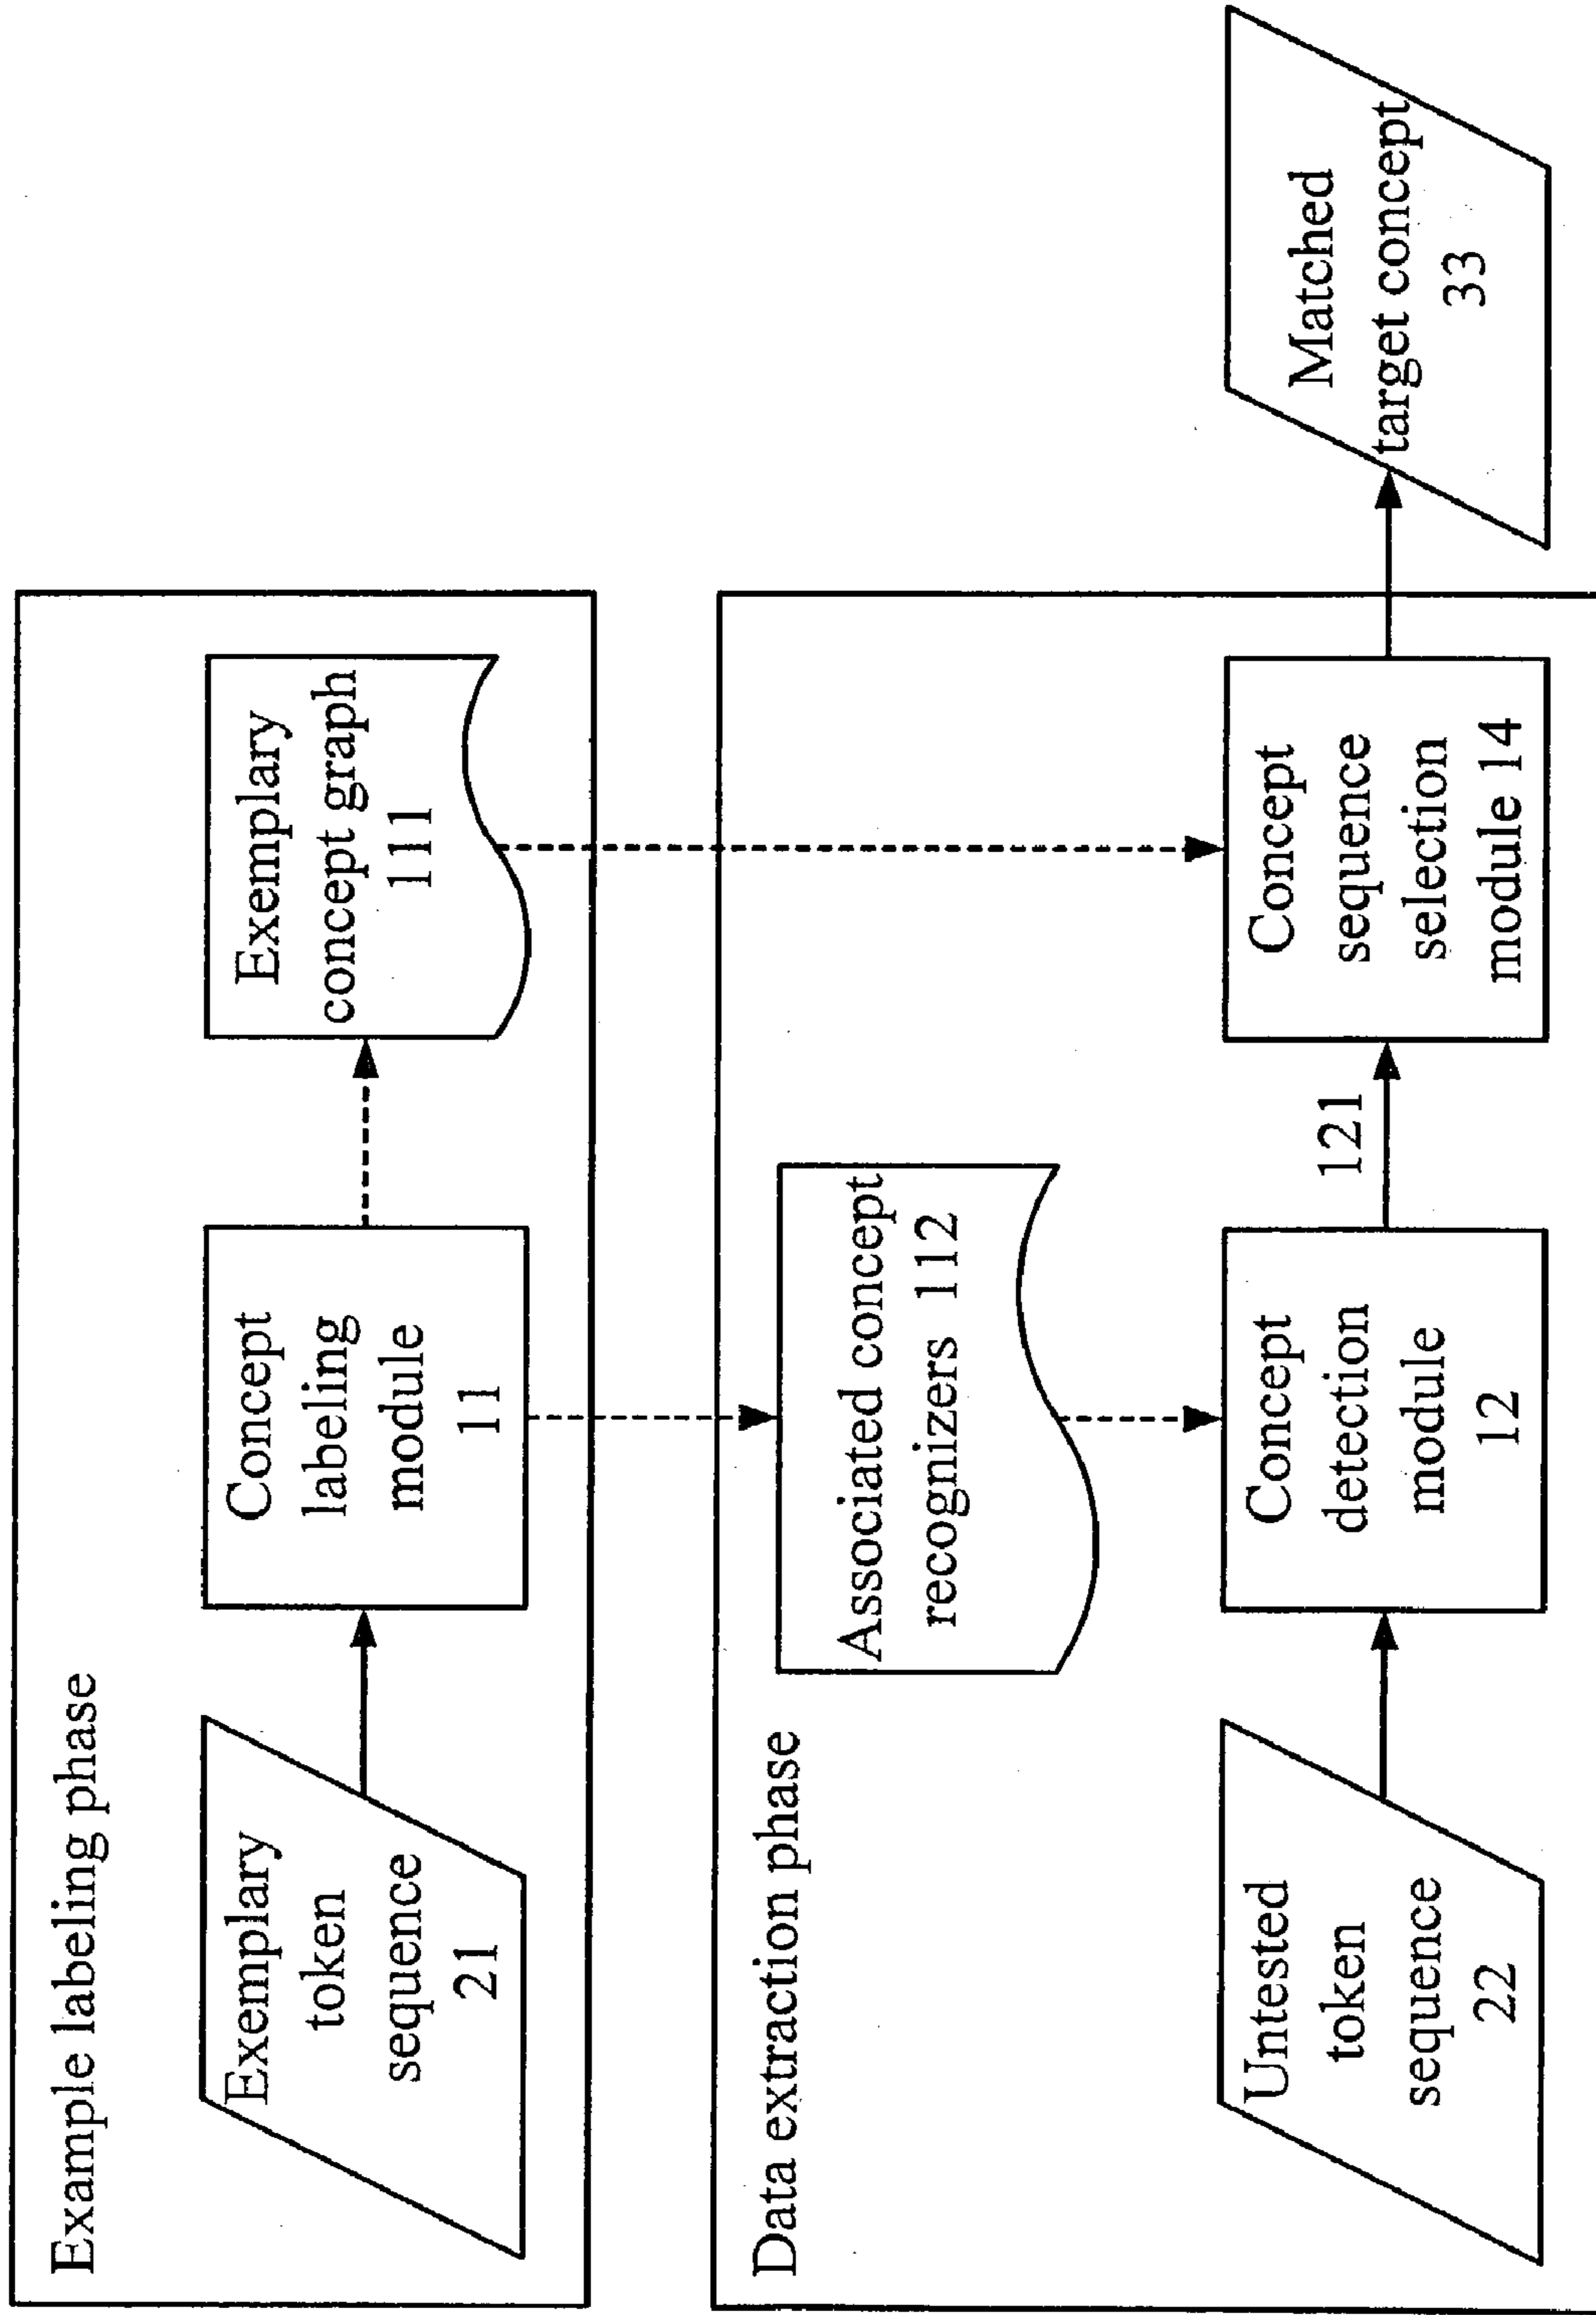 Example labeling phase
Exemplary
token
sequence
21
Concept
labeling
module
11
Exemplary
concept graph
111
Data extraction phase
Associated concept
recognizers 112
Untested
token
sequence
22
Concept
detection
module
12
121
Concept
sequence
selection
module 14
Matched
target concept
33